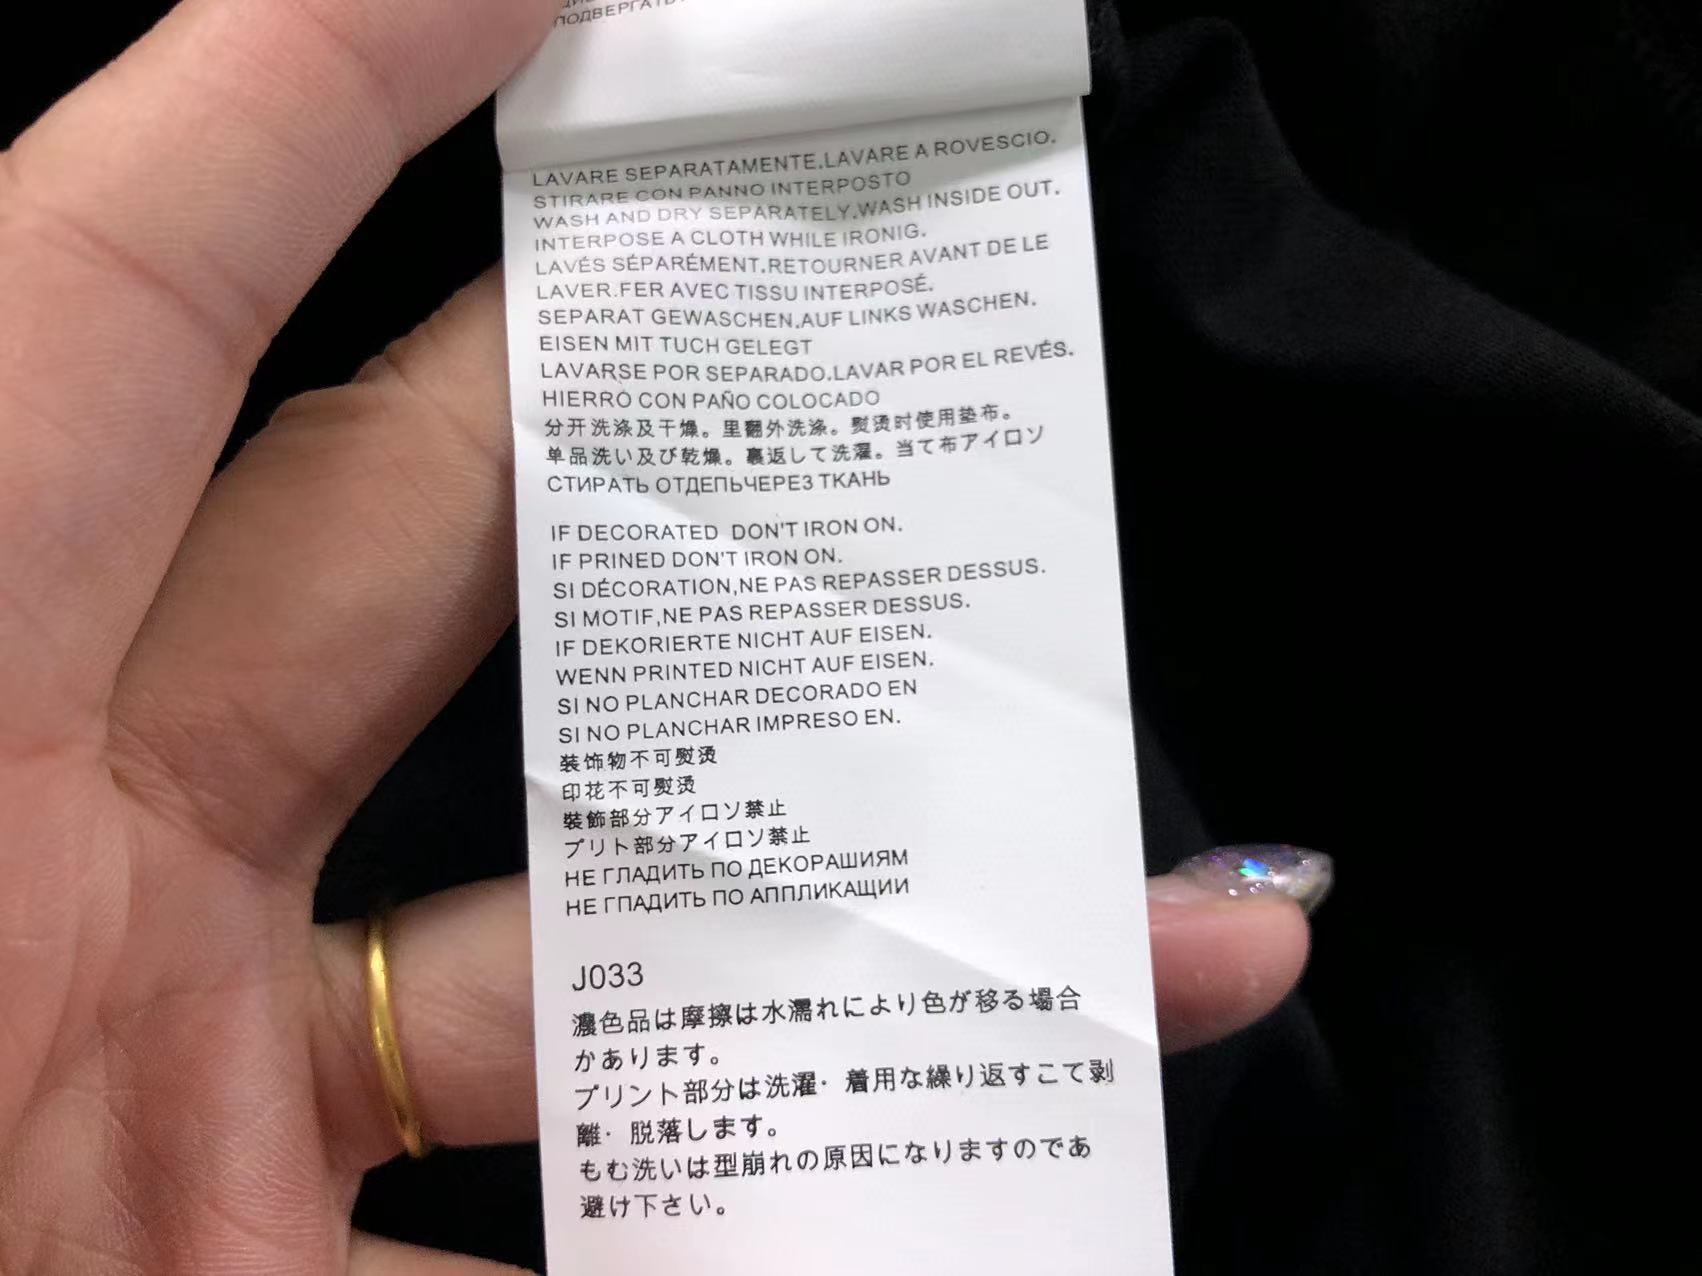 ПОДВЕРГАТЬ
LAVARE SEPARATAMENTE.LAVARE A ROVESCIO.
STIRARE CON PANNO INTERPOSTO
WASH AND DRY SEPARATELY.WASH INSIDE OUT.
INTERPOSE A CLOTH WHILE IRONIG.
LAVÉS SÉPARÉMENT.RETOURNER AVANT DE LE
LAVER.FER AVEC TISSU INTERPOSÉ.
SEPARAT GEWASCHEN.AUF LINKS WASCHEN.
EISEN MIT TUCH GELEGT
LAVARSE POR SEPARADO.LAVAR POR EL REVÉS.
HIERRO CON PAÑO COLOCADO
分开洗涤及干燥。里翻外洗涤。熨烫时使用垫布。
单品洗い及び乾燥。裏返して洗濯。当て布アイロソ
СТИРАТЬ ОТДЕПЬЧЕРЕЗ ТКАНЬ
IF DECORATED DON'T IRON ON.
IF PRINED DON'T IRON ON.
SI DÉCORATION,NE PAS REPASSER DESSUS.
SI MOTIF,NE PAS REPASSER DESSUS.
IF DEKORIERTE NICHT AUF EISEN.
WENN PRINTED NICHT AUF EISEN.
SI NO PLANCHAR DECORADO EN
SI NO PLANCHAR IMPRESO EN.
装饰物不可熨烫
印花不可熨烫
裝飾部分アイロソ禁止
プリト部分アイロソ禁止
НЕ ГЛАДИТЬ ПО ДЕКОРАШИЯМ
НЕ ГПАДИТЬ ПО АППЛИКАЩИИ
J033
濃色品は摩擦は水濡れにより色が移る場合
かあります。
プリント部分は洗濯·着用な繰り返すこて剥
離·脱落します。
もむ洗いは型崩れの原因になりますのであ
避け下さい。